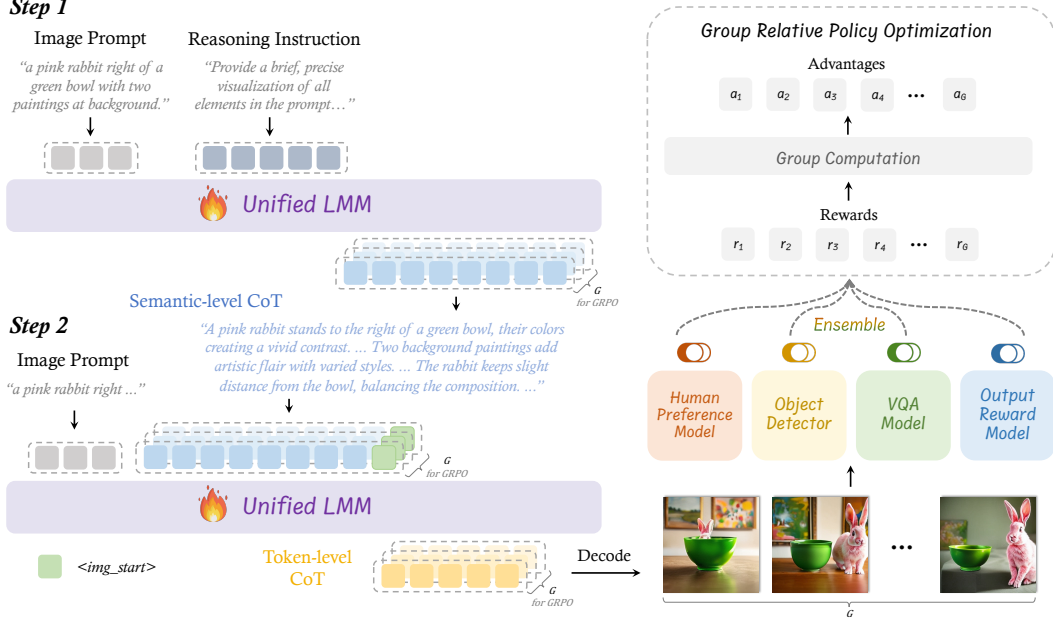 Step 1
Image Prompt
“a pink rabbit right of a
green bowl with two
paintings at background.”
Reasoning Instruction
“Provide a brief, precise
visualization of all
elements in the prompt…”
Unified LMM
G
for GRPO
Semantic-level CoT
Step 2
Image Prompt
“a pink rabbit right …”
“A pink rabbit stands to the right of a green bowl, their colors
creating a vivid contrast. … Two background paintings add
artistic flair with varied styles. … The rabbit keeps slight
distance from the bowl, balancing the composition. …”
G
for GRPO
Unified LMM
<img_start>
Token-level
CoT
G
for GRPO
Decode
Group Relative Policy Optimization
Advantages
a1 a2 a3 a4 ••• aG
Group Computation
Rewards
r1 r2 r3 r4 ••• rG
Ensemble
Human
Preference
Model
Object
Detector
VQA
Model
Output
Reward
Model
•••
G